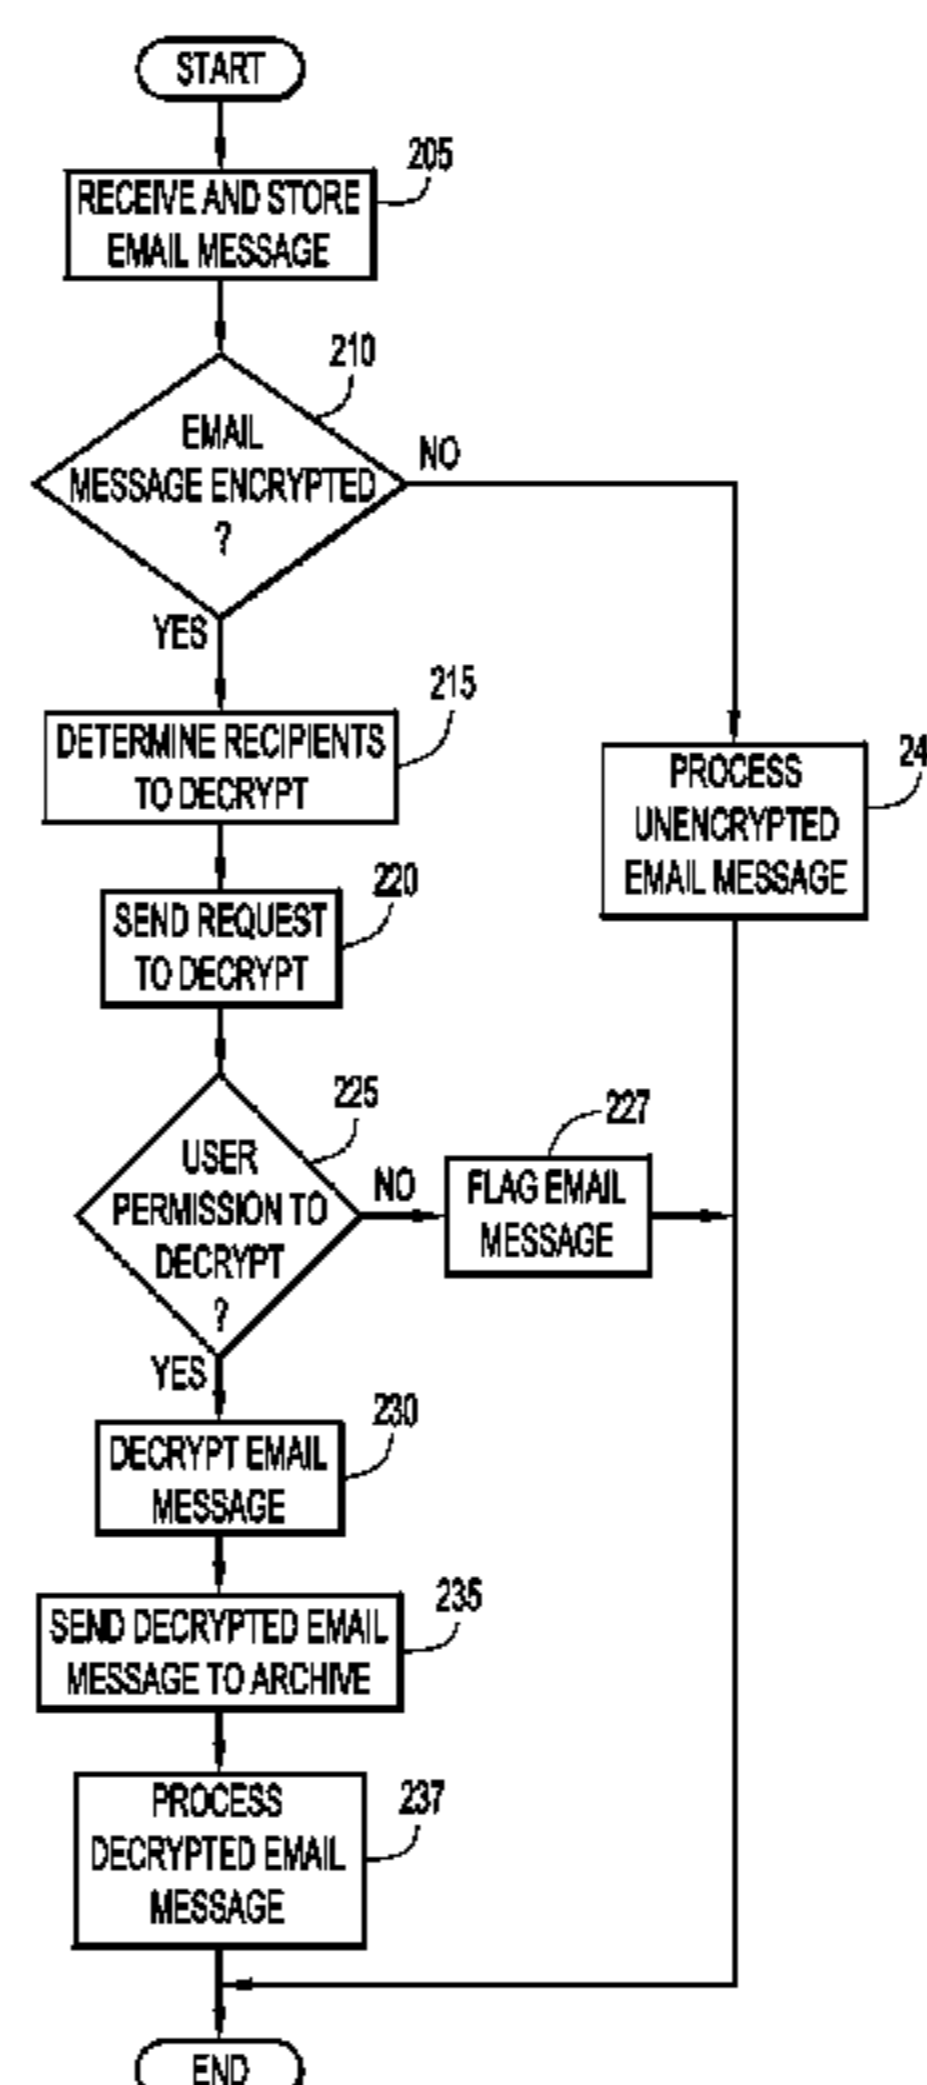 START
205
RECEIVE AND STORE
EMAIL MESSAGE
210
EMAIL
MESSAGE ENCRYPTED
?
NO
YES
215
DETERMINE RECIPIENTS
TO DECRYPT
24
PROCESS
UNENCRYPTED
EMAIL MESSAGE
220
SEND REQUEST
TO DECRYPT
225
USER
PERMISSION TO
DECRYPT
?
NO
227
FLAG EMAIL
MESSAGE
YES
230
DECRYPT EMAIL
MESSAGE
235
SEND DECRYPTED EMAIL
MESSAGE TO ARCHIVE
237
PROCESS
DECRYPTED EMAIL
MESSAGE
END